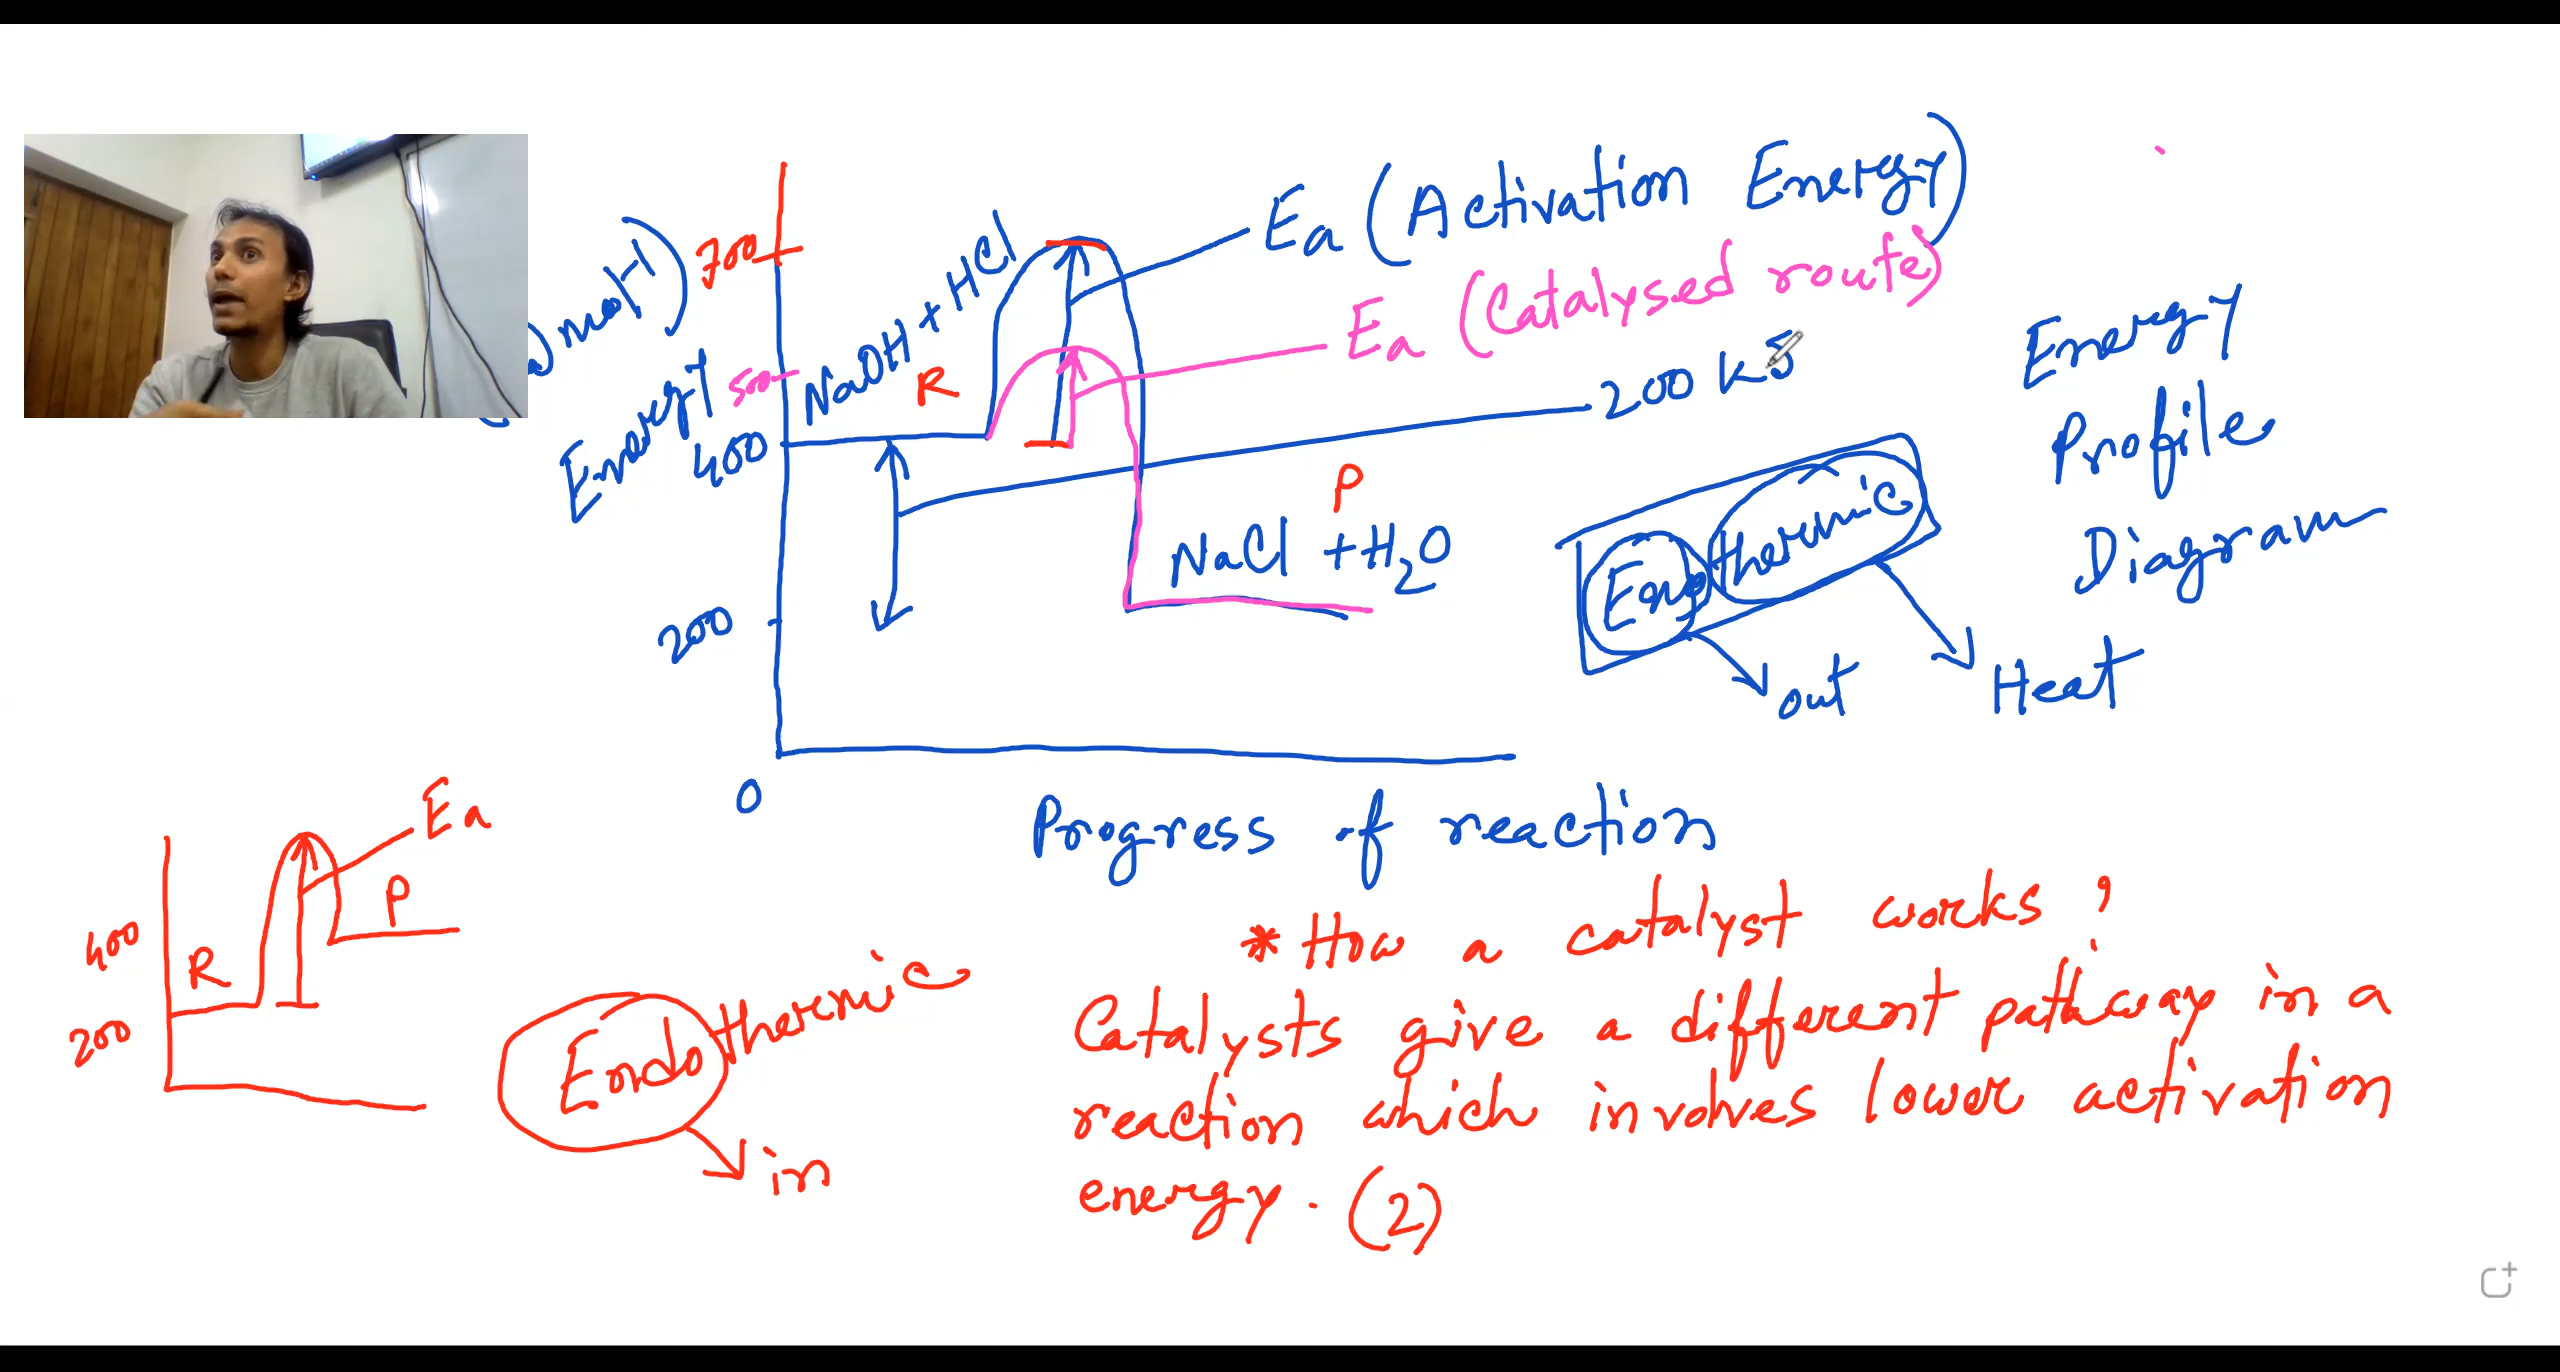 Ea (Activation Energy)
Ea (Catalysed route)
200 kJ
700
500
400
200
0
Energy
mol-1)
NaOH + HCl
R
P
NaCl + H2O
Energy
Profile
Diagram
Exothermic
out
Heat
Progress of reaction
Ea
400
R
P
200
Endothermic
in
* How a catalyst works?
Catalysts give a different pathway in a
reaction which involves lower activation
energy. (2)